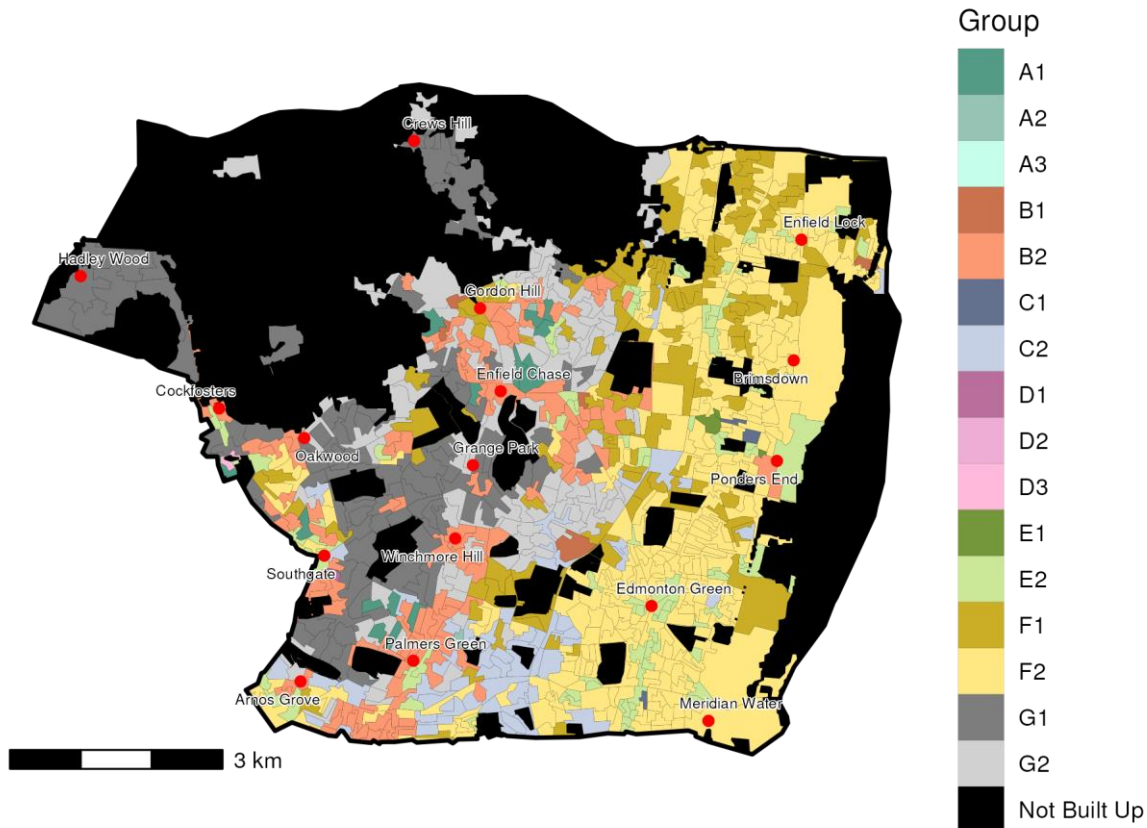 Group
A1
A2
A3
B1
B2
C1
C2
D1
D2
D3
E1
E2
F1
F2
G1
G2
Not Built Up
Crews Hill
Enfield Lock
Hadley Wood
Gordon Hill
Brimsdown
Enfield Chase
Cockfosters
Oakwood
Grange Park
Ponders End
Winchmore Hill
Southgate
Edmonton Green
Palmers Green
Arnos Grove
Meridian Water
3 km